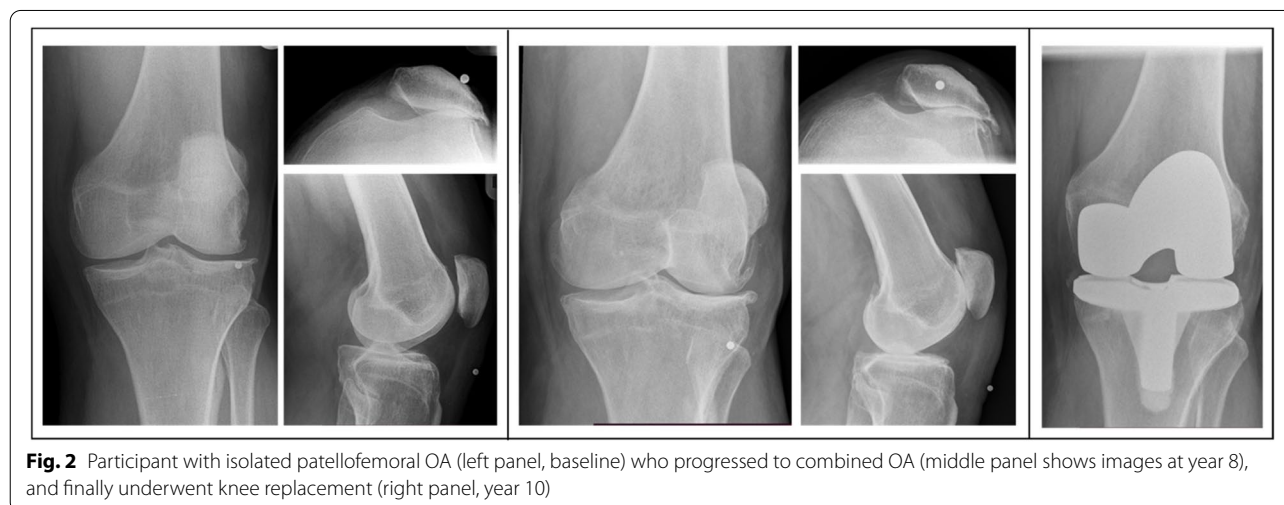 Fig. 2 Participant with isolated patellofemoral OA (left panel, baseline) who progressed to combined OA (middle panel shows images at year 8),
and finally underwent knee replacement (right panel, year 10)